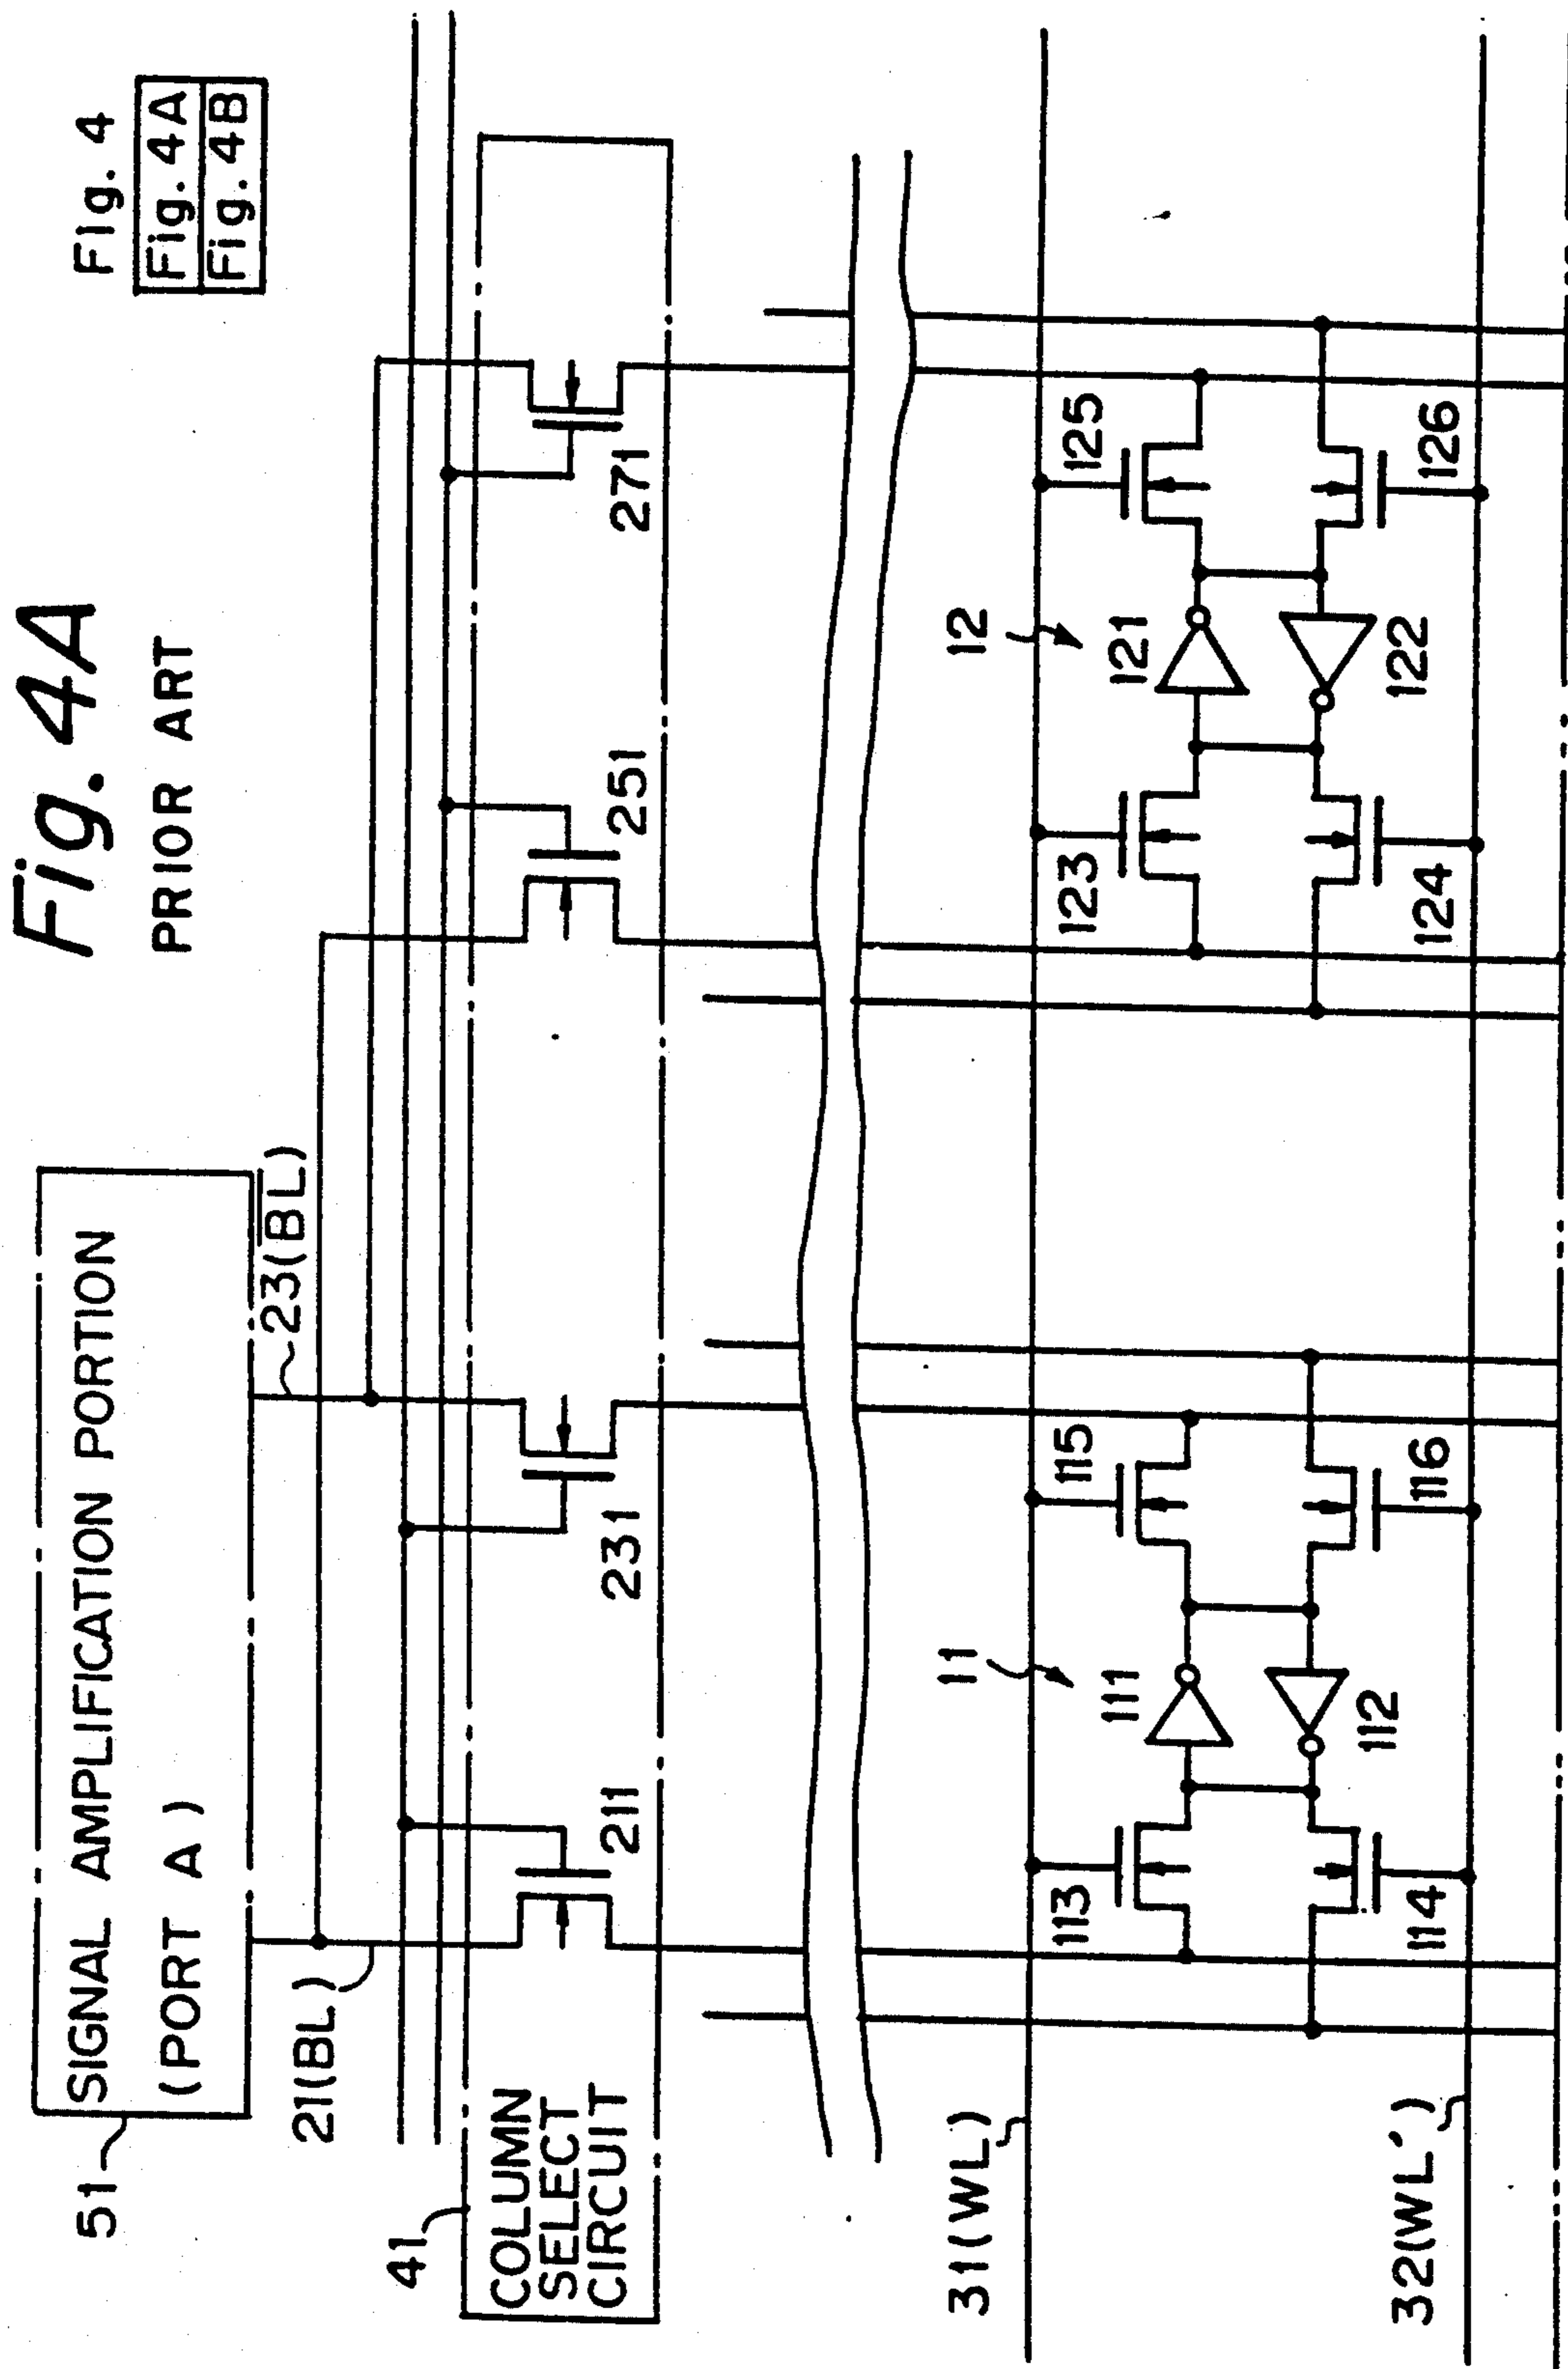 Fig. 4A
PRIOR ART
Fig. 4
Fig. 4A
Fig. 4B
51
SIGNAL AMPLIFICATION PORTION
(PORT A)
21(BL)
23(B̅L̅)
41
COLUMN
SELECT
CIRCUIT
211
231
251
271
31(WL)
11
12
113
111
115
123
121
125
114
112
116
124
122
126
32(WL')